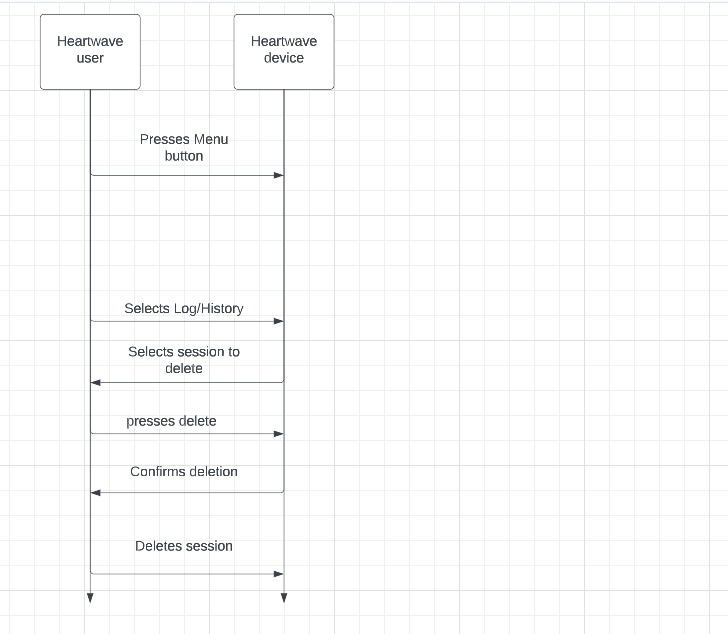 Heartwave
user
Heartwave
device
Presses Menu
button
Selects Log/History
Selects session to
delete
presses delete
Confirms deletion
Deletes session